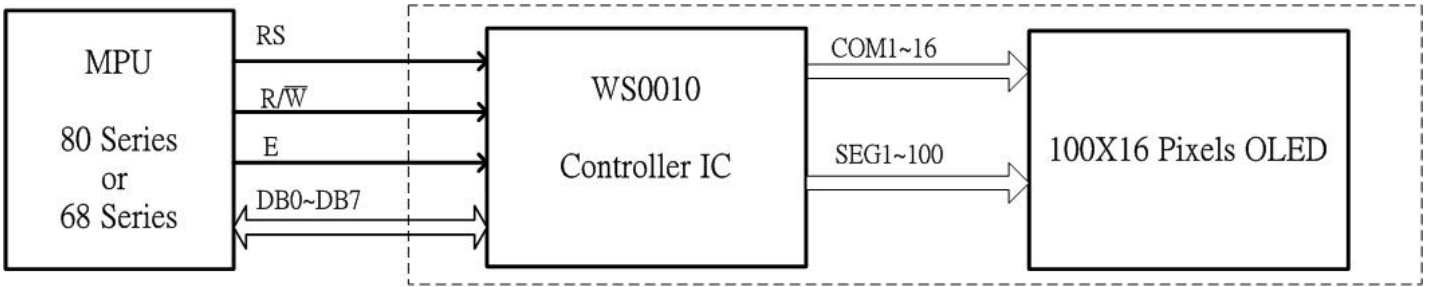 MPU
80 Series
or
68 Series
RS
R/W̅
E
DB0~DB7
WS0010
Controller IC
COM1~16
SEG1~100
100X16 Pixels OLED